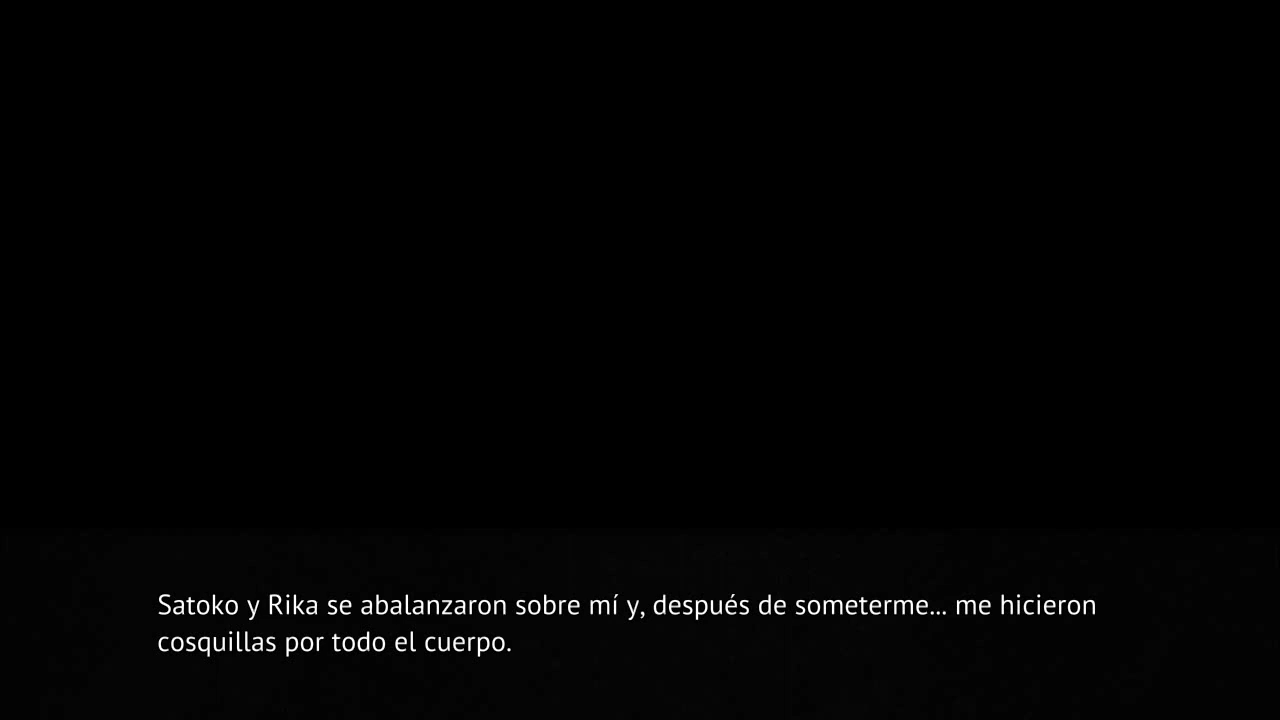 Satoko y Rika se abalanzaron sobre mí y, después de someterme... me hicieron
cosquillas por todo el cuerpo.